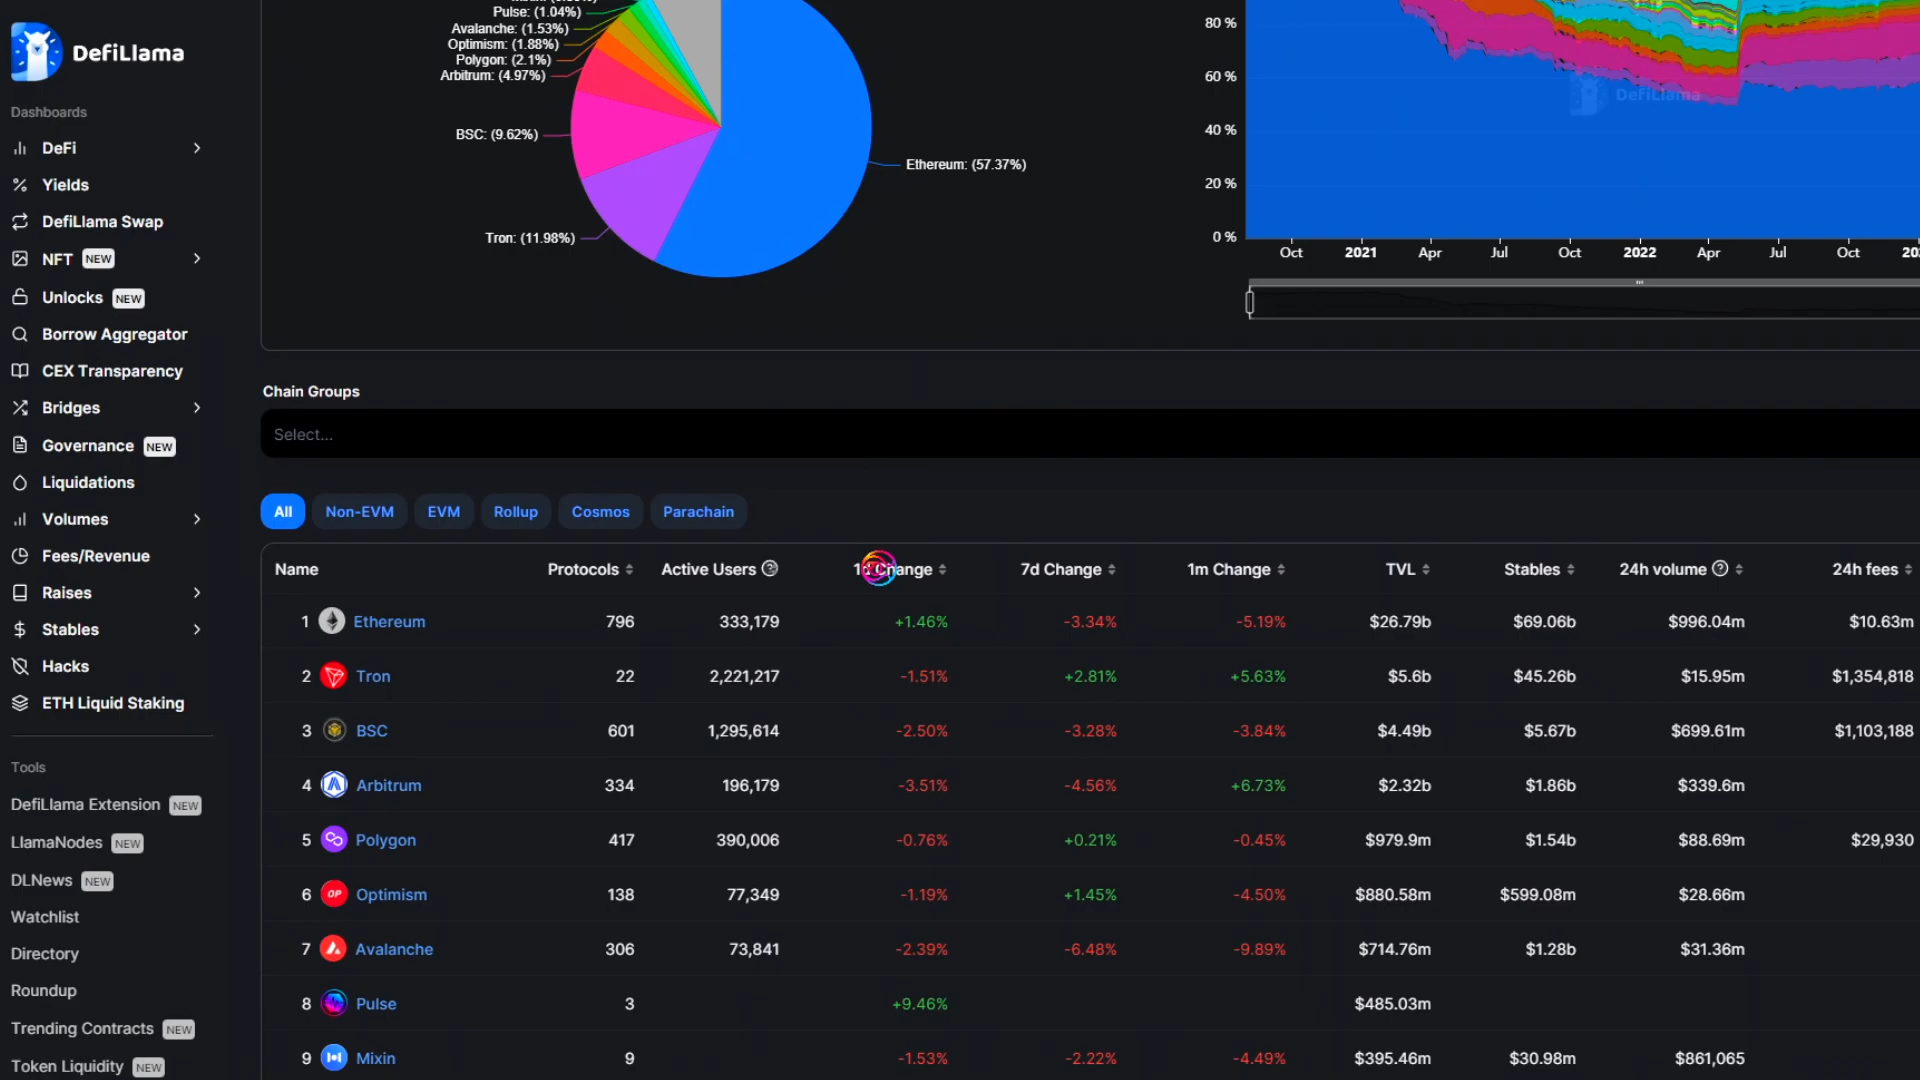 DefiLlama
Dashboards
DeFi
Yields
DefiLlama Swap
NFT NEW
Unlocks NEW
Borrow Aggregator
CEX Transparency
Bridges
Governance NEW
Liquidations
Volumes
Fees/Revenue
Raises
Stables
Hacks
ETH Liquid Staking
Tools
DefiLlama Extension NEW
LlamaNodes NEW
DLNews NEW
Watchlist
Directory
Roundup
Trending Contracts NEW
Token Liquidity NEW
Pulse: (1.04%)
Avalanche: (1.53%)
Optimism: (1.88%)
Polygon: (2.1%)
Arbitrum: (4.97%)
BSC: (9.62%)
Tron: (11.98%)
Ethereum: (57.37%)
80 %
60 %
40 %
20 %
0 %
DefiLlama
Oct 2021 Apr Jul Oct 2022 Apr Jul Oct
Chain Groups
Select...
All Non-EVM EVM Rollup Cosmos Parachain
Name Protocols Active Users 1d Change 7d Change 1m Change TVL Stables 24h volume 24h fees
1 Ethereum 796 333,179 +1.46% -3.34% -5.19% $26.79b $69.06b $996.04m $10.63m
2 Tron 22 2,221,217 -1.51% +2.81% +5.63% $5.6b $45.26b $15.95m $1,354,818
3 BSC 601 1,295,614 -2.50% -3.28% -3.84% $4.49b $5.67b $699.61m $1,103,188
4 Arbitrum 334 196,179 -3.51% -4.56% +6.73% $2.32b $1.86b $339.6m
5 Polygon 417 390,006 -0.76% +0.21% -0.45% $979.9m $1.54b $88.69m $29,930
6 Optimism 138 77,349 -1.19% +1.45% -4.50% $880.58m $599.08m $28.66m
7 Avalanche 306 73,841 -2.39% -6.48% -9.89% $714.76m $1.28b $31.36m
8 Pulse 3 +9.46% $485.03m
9 Mixin 9 -1.53% -2.22% -4.49% $395.46m $30.98m $861,065